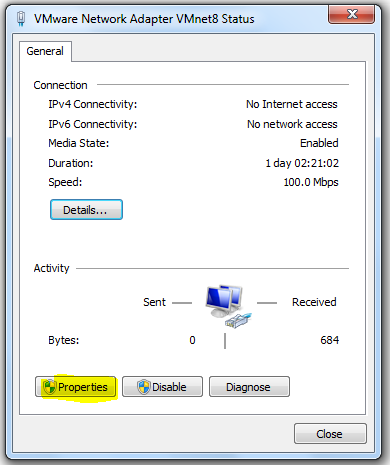 VMware Network Adapter VMnet8 Status
General
Connection
IPv4 Connectivity: No Internet access
IPv6 Connectivity: No network access
Media State: Enabled
Duration: 1 day 02:21:02
Speed: 100.0 Mbps
Details...
Activity
Sent Received
Bytes: 0 684
Properties Disable Diagnose
Close